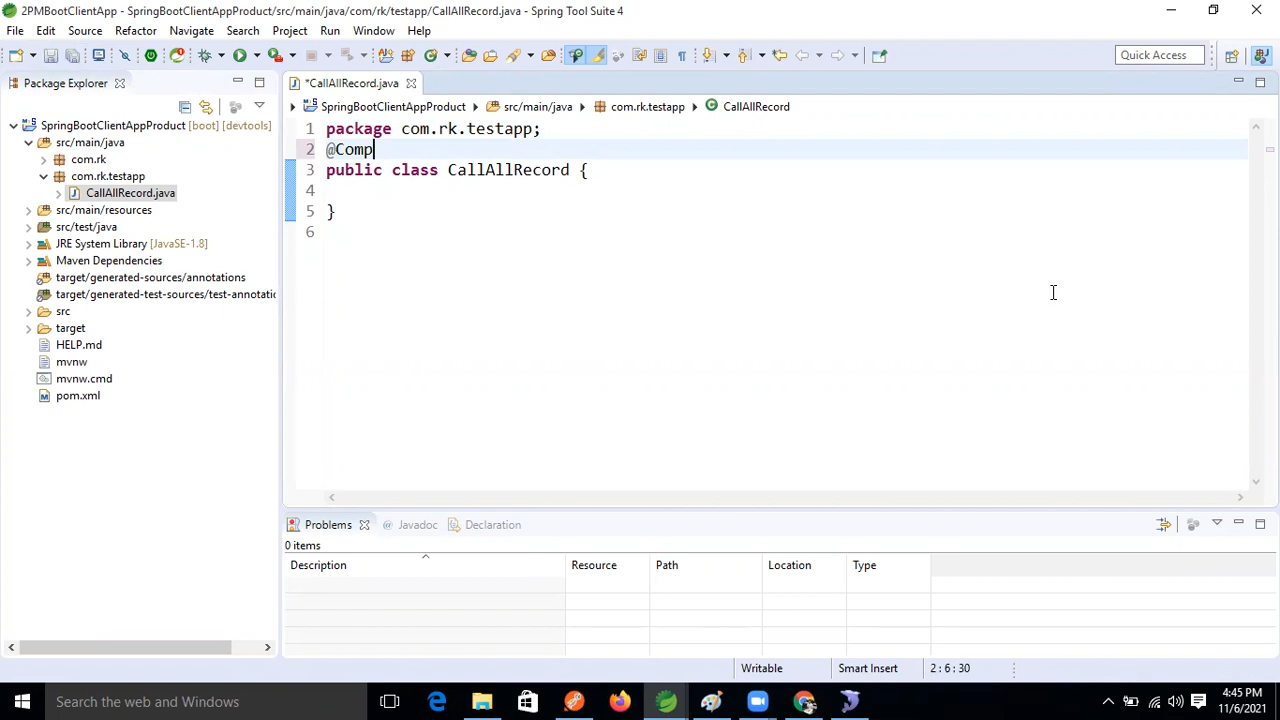 2PMBootClientApp - SpringBootClientAppProduct/src/main/java/com/rk/testapp/CallAllRecord.java - Spring Tool Suite 4
File Edit Source Refactor Navigate Search Project Run Window Help
Quick Access
Package Explorer
*CallAllRecord.java
SpringBootClientAppProduct src/main/java com.rk.testapp CallAllRecord
SpringBootClientAppProduct [boot] [devtools]
src/main/java
com.rk
com.rk.testapp
CallAllRecord.java
src/main/resources
src/test/java
JRE System Library [JavaSE-1.8]
Maven Dependencies
target/generated-sources/annotations
target/generated-test-sources/test-annotatic
src
target
HELP.md
mvnw
mvnw.cmd
pom.xml
1 package com.rk.testapp;
2 @Comp
3 public class CallAllRecord {
4
5 }
6
Problems @ Javadoc Declaration
0 items
Description Resource Path Location Type
Writable Smart Insert 2 : 6 : 30
Search the web and Windows
4:45 PM
11/6/2021